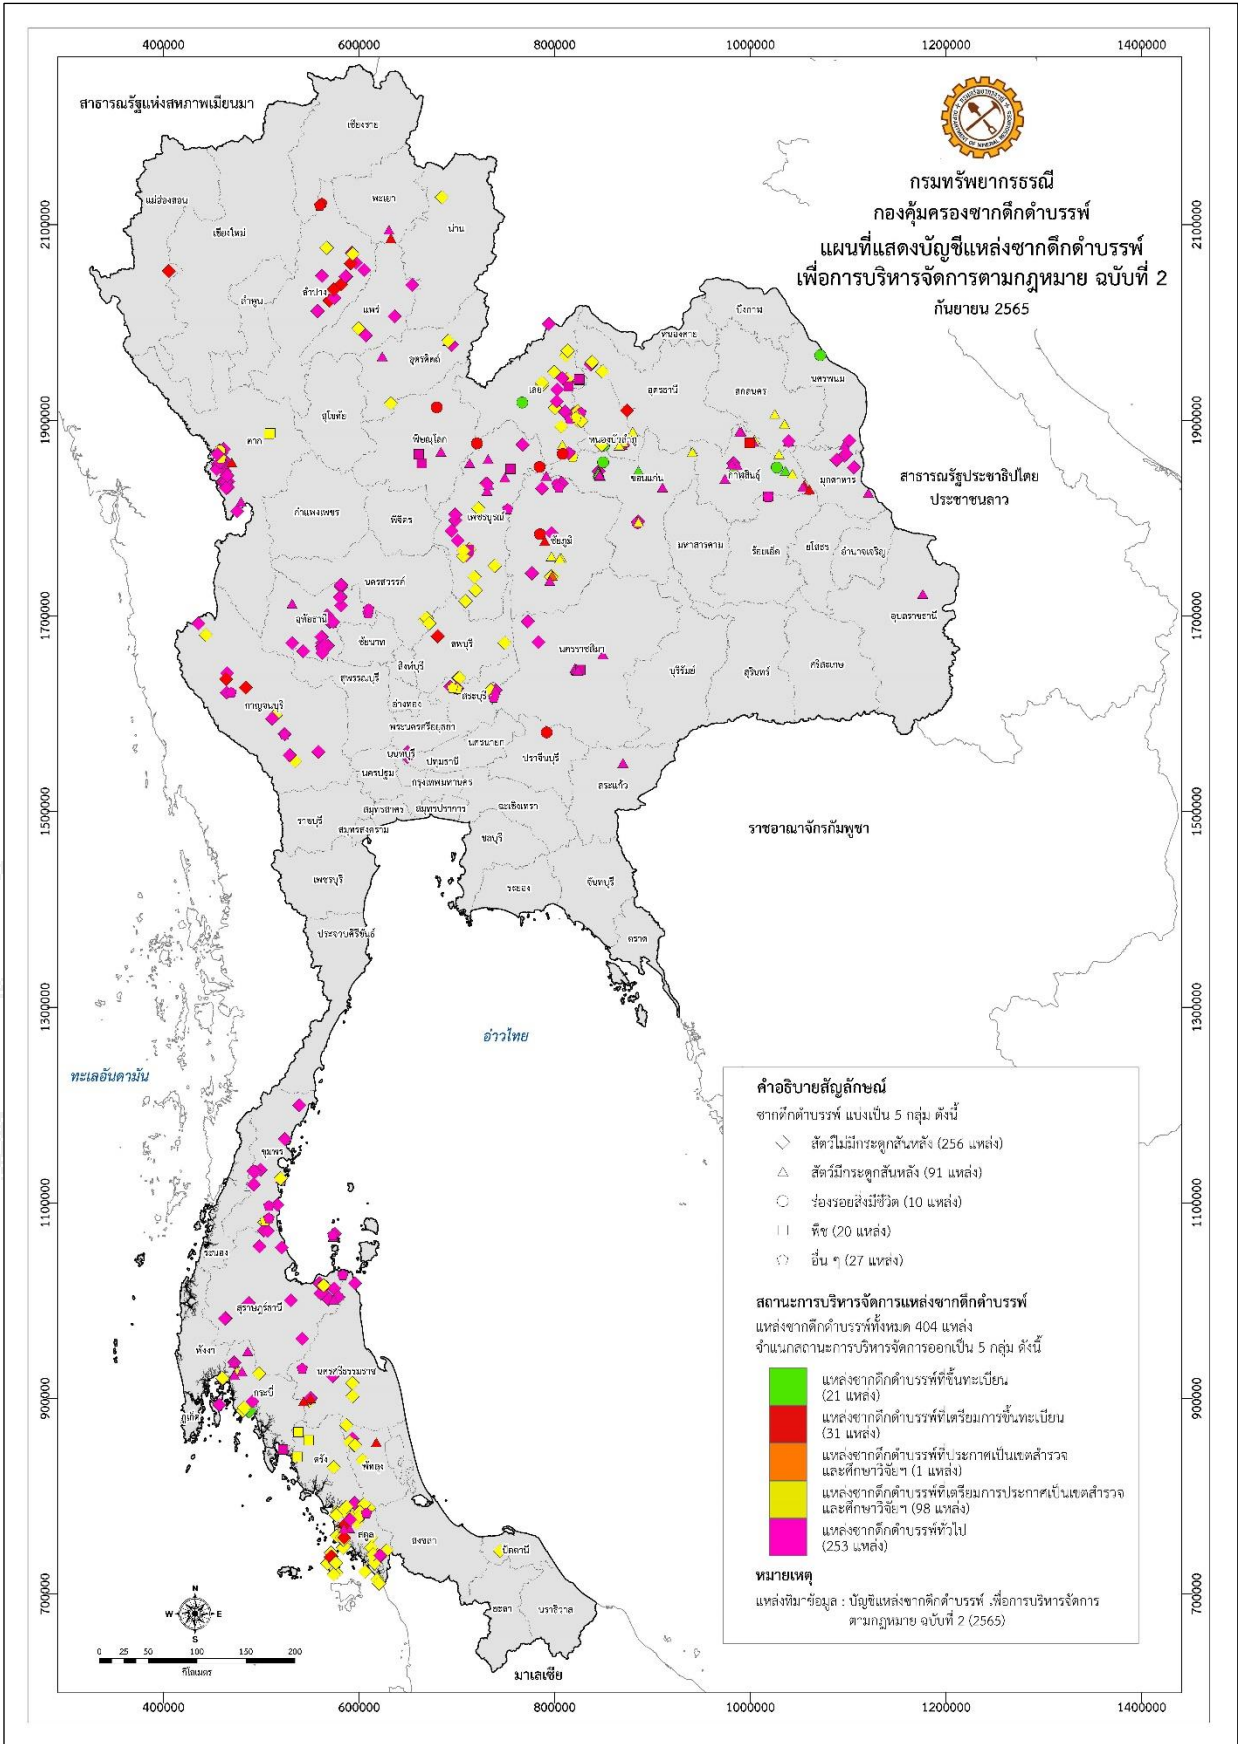 400000 600000 800000 1000000 1200000 1400000
สาธารณรัฐแห่งสหภาพเมียนมา
กรมทรัพยากรธรณี
กองคุ้มครองซากดึกดำบรรพ์
แผนที่แสดงบัญชีแหล่งซากดึกดำบรรพ์
เพื่อการบริหารจัดการตามกฎหมาย ฉบับที่ 2
กันยายน 2565
เชียงราย
แม่ฮ่องสอน
เชียงใหม่
พะเยา
น่าน
ลำปาง
ลำพูน
แพร่
อุตรดิตถ์
บึงกาฬ
หนองคาย
เลย
อุดรธานี
สกลนคร
นครพนม
สุโขทัย
ตาก
พิษณุโลก
หนองบัวลำภู
ขอนแก่น
กาฬสินธุ์
มุกดาหาร
สาธารณรัฐประชาธิปไตย
ประชาชนลาว
กำแพงเพชร
พิจิตร
เพชรบูรณ์
ชัยภูมิ
มหาสารคาม
ร้อยเอ็ด
ยโสธร
อำนาจเจริญ
นครสวรรค์
อุทัยธานี
ชัยนาท
ลพบุรี
สิงห์บุรี
นครราชสีมา
บุรีรัมย์
สุรินทร์
ศรีสะเกษ
อุบลราชธานี
สุพรรณบุรี
อ่างทอง
สระบุรี
กาญจนบุรี
พระนครศรีอยุธยา
นครนายก
นนทบุรี
ปทุมธานี
ปราจีนบุรี
นครปฐม
กรุงเทพมหานคร
สระแก้ว
ราชบุรี
สมุทรสาคร
สมุทรปราการ
ฉะเชิงเทรา
สมุทรสงคราม
ชลบุรี
ราชอาณาจักรกัมพูชา
เพชรบุรี
ระยอง
จันทบุรี
ประจวบคีรีขันธ์
ตราด
อ่าวไทย
ทะเลอันดามัน
ชุมพร
ระนอง
สุราษฎร์ธานี
พังงา
นครศรีธรรมราช
กระบี่
ภูเก็ต
ตรัง
พัทลุง
สตูล
สงขลา
ปัตตานี
ยะลา
นราธิวาส
มาเลเซีย
คำอธิบายสัญลักษณ์
ซากดึกดำบรรพ์ แบ่งเป็น 5 กลุ่ม ดังนี้
สัตว์ไม่มีกระดูกสันหลัง (256 แหล่ง)
สัตว์มีกระดูกสันหลัง (91 แหล่ง)
ร่องรอยสิ่งมีชีวิต (10 แหล่ง)
พืช (20 แหล่ง)
อื่น ๆ (27 แหล่ง)
สถานะการบริหารจัดการแหล่งซากดึกดำบรรพ์
แหล่งซากดึกดำบรรพ์ทั้งหมด 404 แหล่ง
จำแนกสถานะการบริหารจัดการออกเป็น 5 กลุ่ม ดังนี้
แหล่งซากดึกดำบรรพ์ที่ขึ้นทะเบียน
(21 แหล่ง)
แหล่งซากดึกดำบรรพ์ที่เตรียมการขึ้นทะเบียน
(31 แหล่ง)
แหล่งซากดึกดำบรรพ์ที่ประกาศเป็นเขตสำรวจ
และศึกษาวิจัยฯ (1 แหล่ง)
แหล่งซากดึกดำบรรพ์ที่เตรียมการประกาศเป็นเขตสำรวจ
และศึกษาวิจัยฯ (98 แหล่ง)
แหล่งซากดึกดำบรรพ์ทั่วไป
(253 แหล่ง)
หมายเหตุ
แหล่งที่มาข้อมูล : บัญชีแหล่งซากดึกดำบรรพ์ เพื่อการบริหารจัดการ
ตามกฎหมาย ฉบับที่ 2 (2565)
N
W E
S
0 25 50 100 150 200
กิโลเมตร
2100000
1900000
1700000
1500000
1300000
1100000
900000
700000
2100000
1900000
1700000
1500000
1300000
1100000
900000
700000
400000 600000 800000 1000000 1200000 1400000